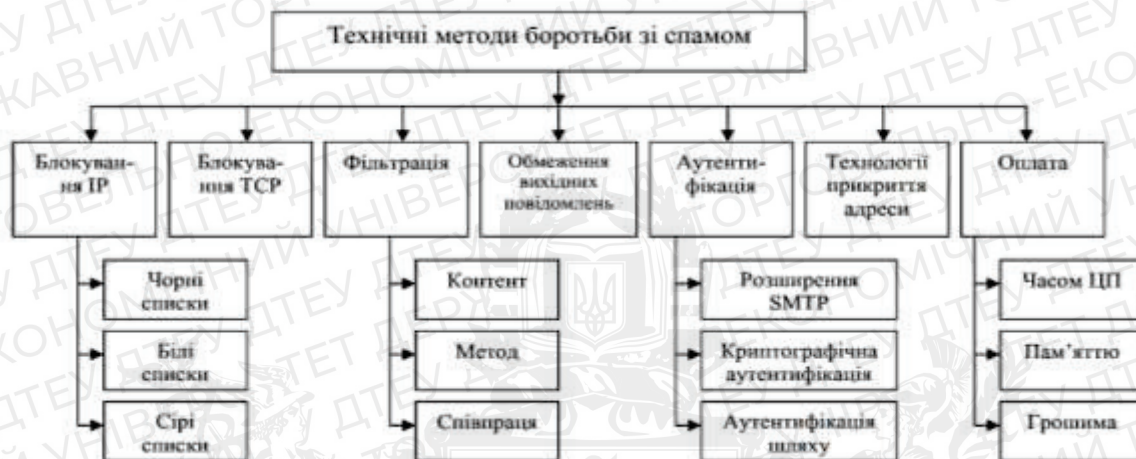 Технічні методи боротьби зі спамом
Блокуван-
ня IP
Блокува-
ння TCP
Фільтрація
Обмеження
вихідних
повідомлень
Аутенти-
фікація
Технології
прикриття
адреси
Оплата
Чорні
списки
Білі
списки
Сірі
списки
Контент
Метод
Співпраця
Розширення
SMTP
Криптографічна
аутентифікація
Аутентифікація
шляху
Часом ЦП
Пам’яттю
Грошима